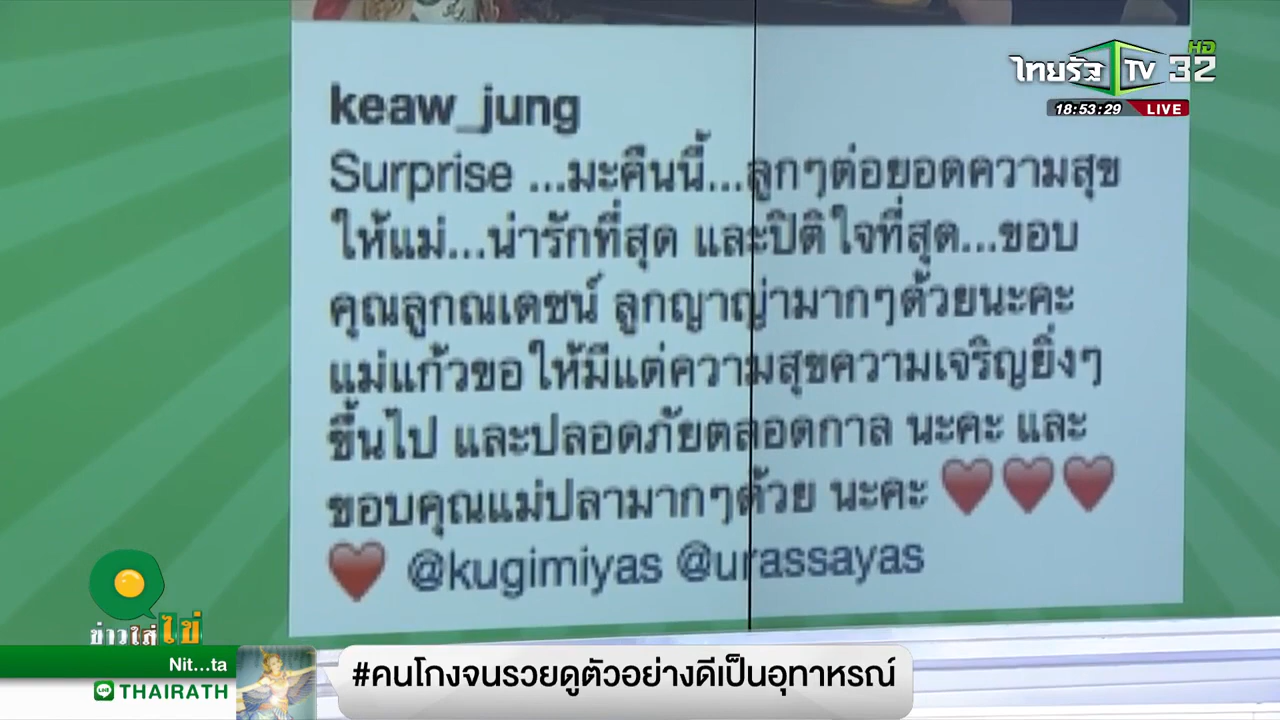 ไทยรัฐ TV HD 32
18:53:29 LIVE
keaw_jung
Surprise ...มะคืนนี้...ลูกๆต่อยอดความสุข
ให้แม่...น่ารักที่สุด และปิติใจที่สุด...ขอบ
คุณลูกณเดชน์ ลูกญาญ่ามากๆด้วยนะคะ
แม่แก้วขอให้มีแต่ความสุขความเจริญยิ่งๆ
ขึ้นไป และปลอดภัยตลอดกาล นะคะ และ
ขอบคุณแม่ปลามากๆด้วย นะคะ ❤️❤️❤️
❤️ @kugimiyas @urassayas
ข่าวใส่ไข่
Nit...ta
LINE THAIRATH
#คนโกงจนรวยดูตัวอย่างดีเป็นอุทาหรณ์